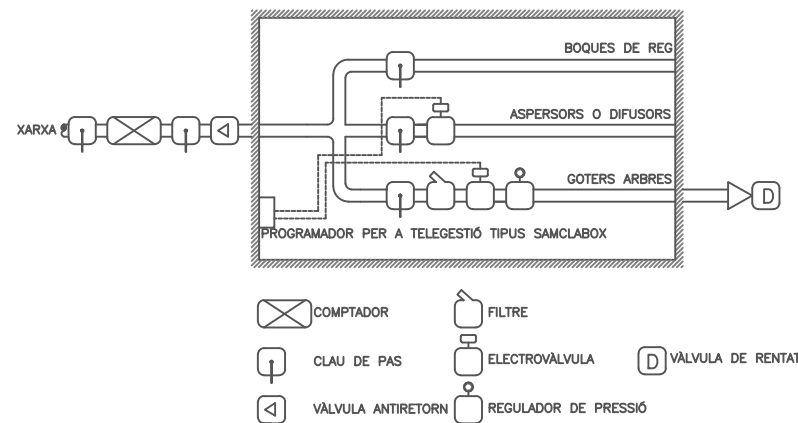 BOQUES DE REG
ASPERSORS O DIFUSORS
XARXA
GOTERS ARBRES
D
PROGRAMADOR PER A TELEGESTIÓ TIPUS SAMCLABOX
COMPTADOR
FILTRE
CLAU DE PAS
ELECTROVÀLVULA
D
VÀLVULA DE RENTAT
VÀLVULA ANTIRETORN
REGULADOR DE PRESSIÓ